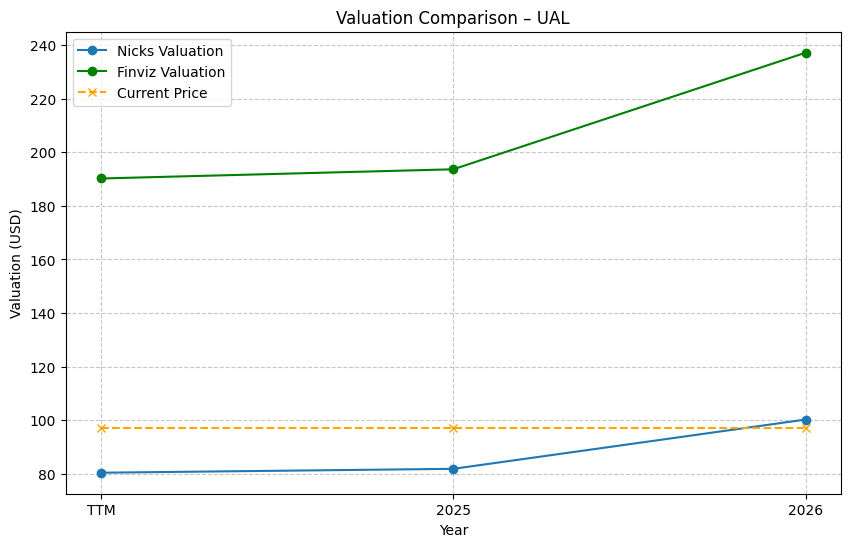 Valuation Comparison – UAL
Nicks Valuation
Finviz Valuation
Current Price
Valuation (USD)
240
220
200
180
160
140
120
100
80
TTM
2025
2026
Year